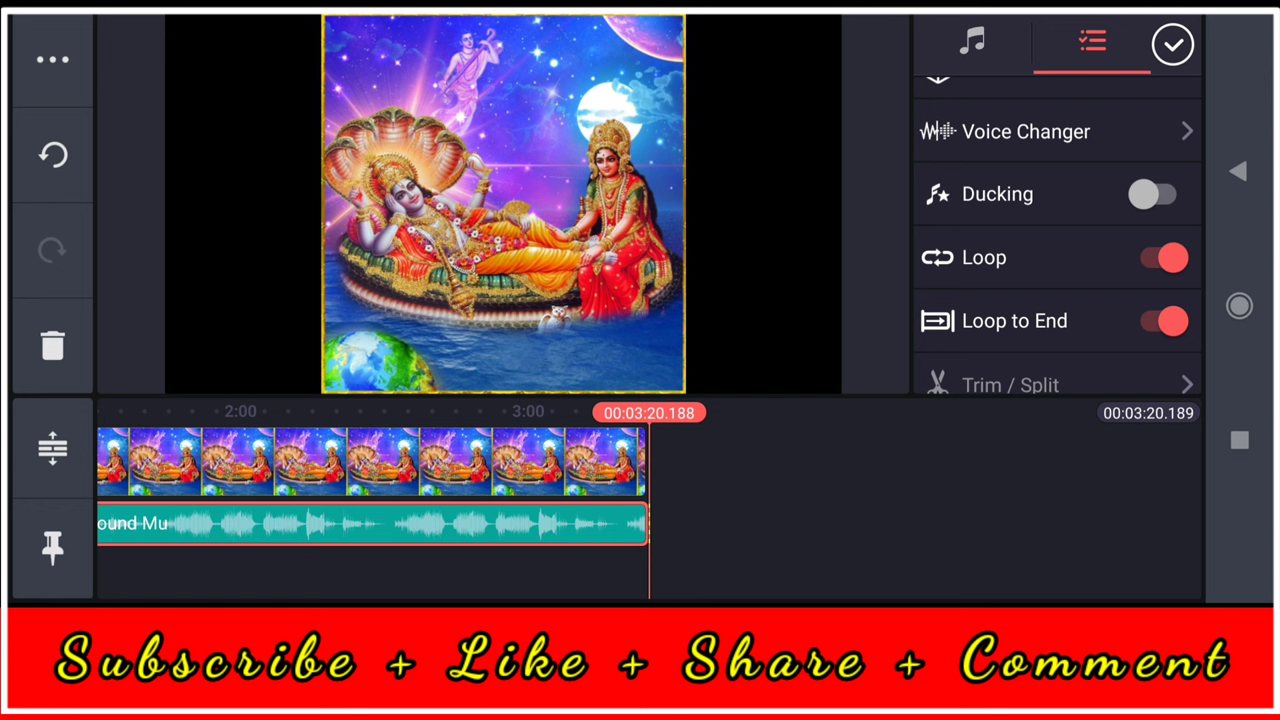 Voice Changer
Ducking
Loop
Loop to End
Trim / Split
2:00
3:00
00:03:20.188
00:03:20.189
ound Mu
Subscribe + Like + Share + Comment